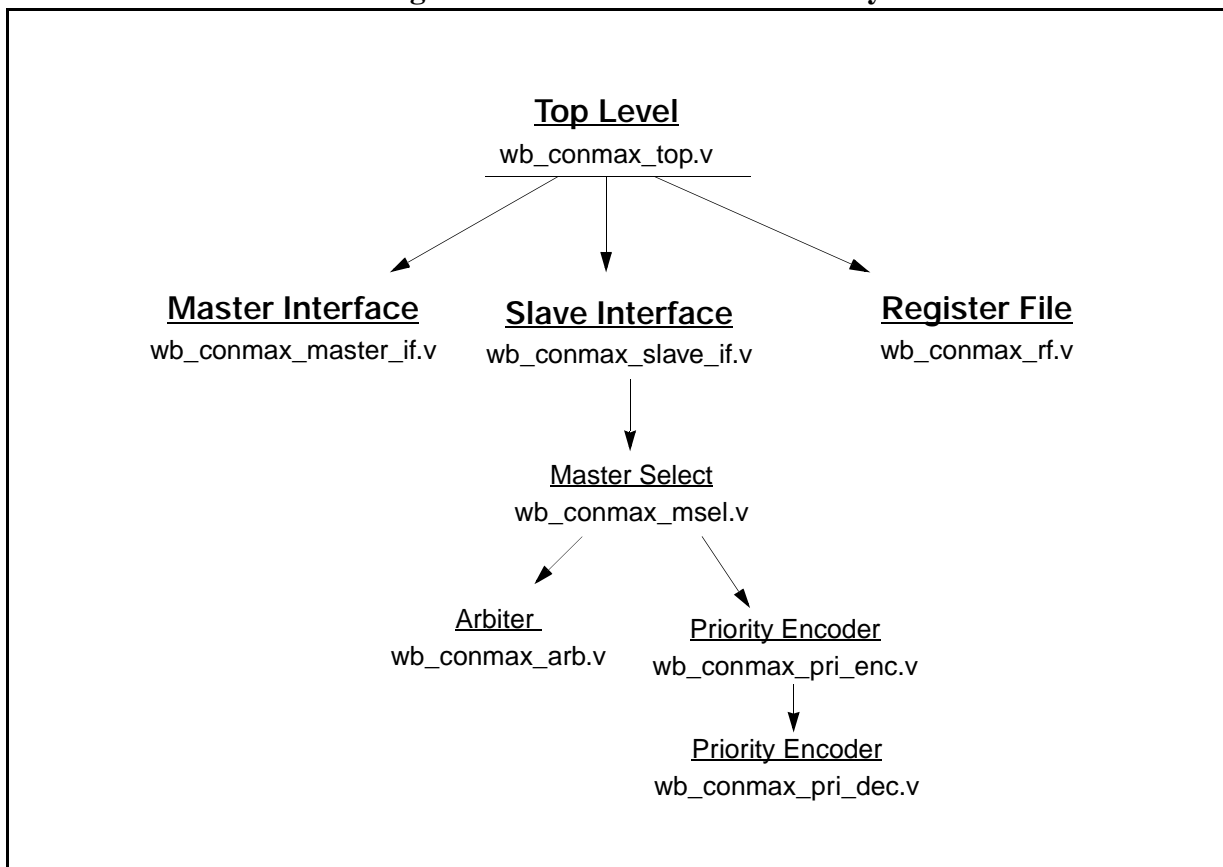 Top Level
wb_conmax_top.v
Master Interface
wb_conmax_master_if.v
Slave Interface
wb_conmax_slave_if.v
Register File
wb_conmax_rf.v
Master Select
wb_conmax_msel.v
Arbiter
wb_conmax_arb.v
Priority Encoder
wb_conmax_pri_enc.v
Priority Encoder
wb_conmax_pri_dec.v